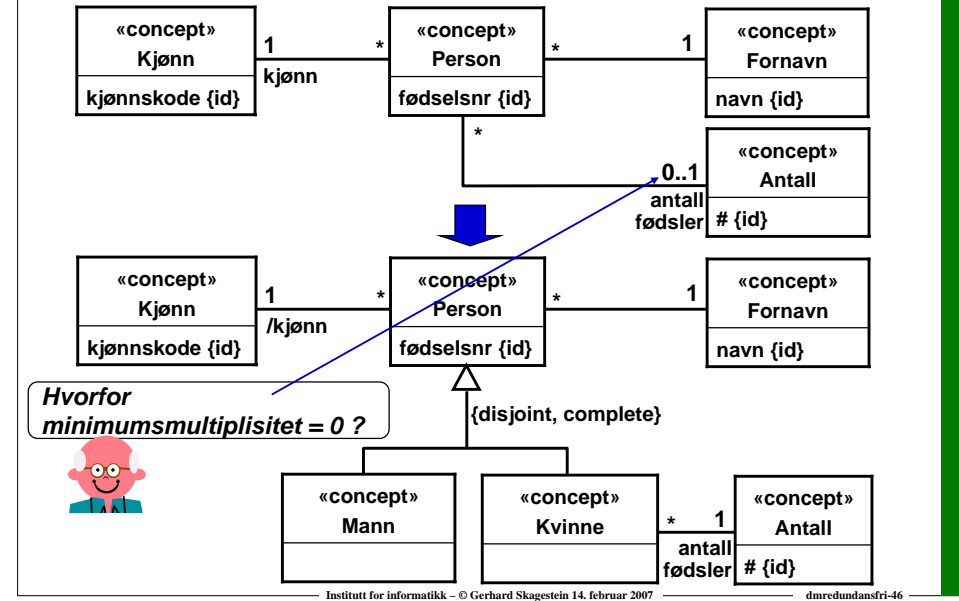 «concept»
Kjønn
kjønnskode {id}
1
kjønn
*
«concept»
Person
fødselsnr {id}
*
1
«concept»
Fornavn
navn {id}
*
0..1
antall
fødsler
«concept»
Antall
# {id}
«concept»
Kjønn
kjønnskode {id}
1
/kjønn
*
«concept»
Person
fødselsnr {id}
*
1
«concept»
Fornavn
navn {id}
Hvorfor
minimumsmultiplisitet = 0 ?
{disjoint, complete}
«concept»
Mann
«concept»
Kvinne
*
1
antall
fødsler
«concept»
Antall
# {id}
Institutt for informatikk – © Gerhard Skagestein 14. februar 2007
dmredundansfri-46